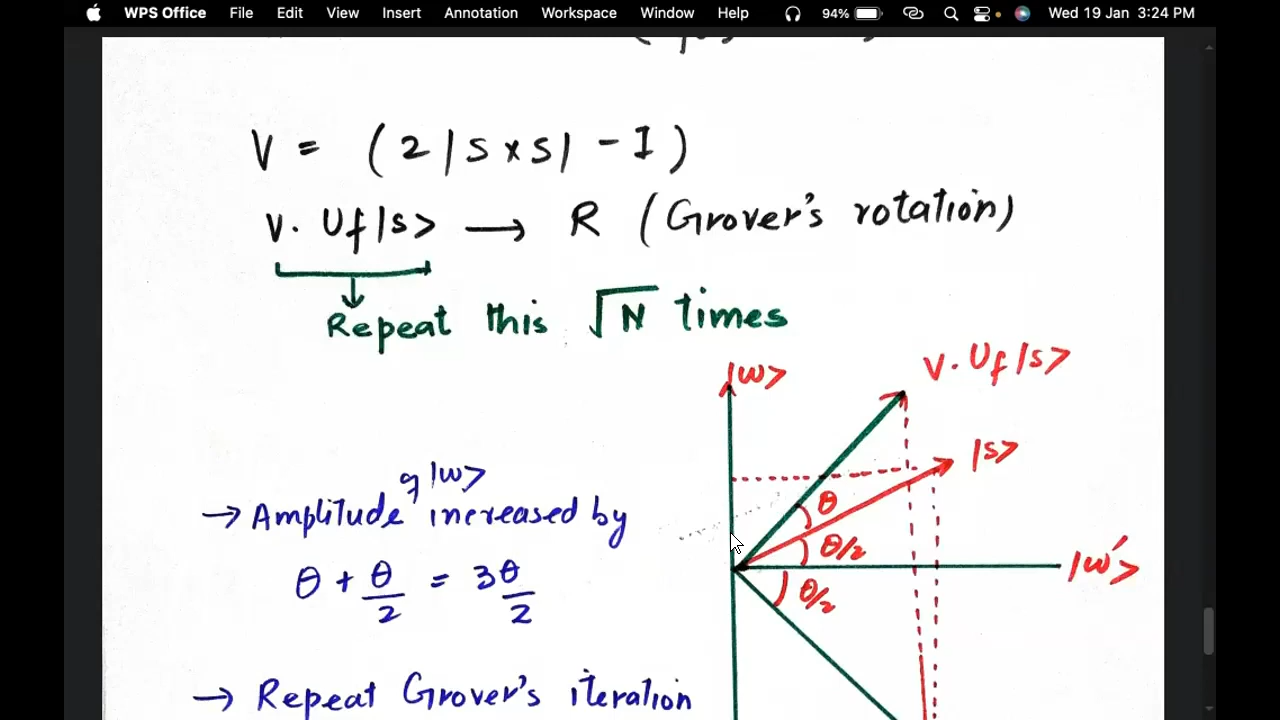 WPS Office File Edit View Insert Annotation Workspace Window Help 94% Wed 19 Jan 3:24 PM
V = (2|s×s| - I)
V. Uf|s> → R (Grover's rotation)
Repeat this √N times
|w>
V. Uf|s>
|s>
θ
θ/2
|w'>
θ/2
→ Amplitude of |w> increased by
θ + θ/2 = 3θ/2
→ Repeat Grover's iteration